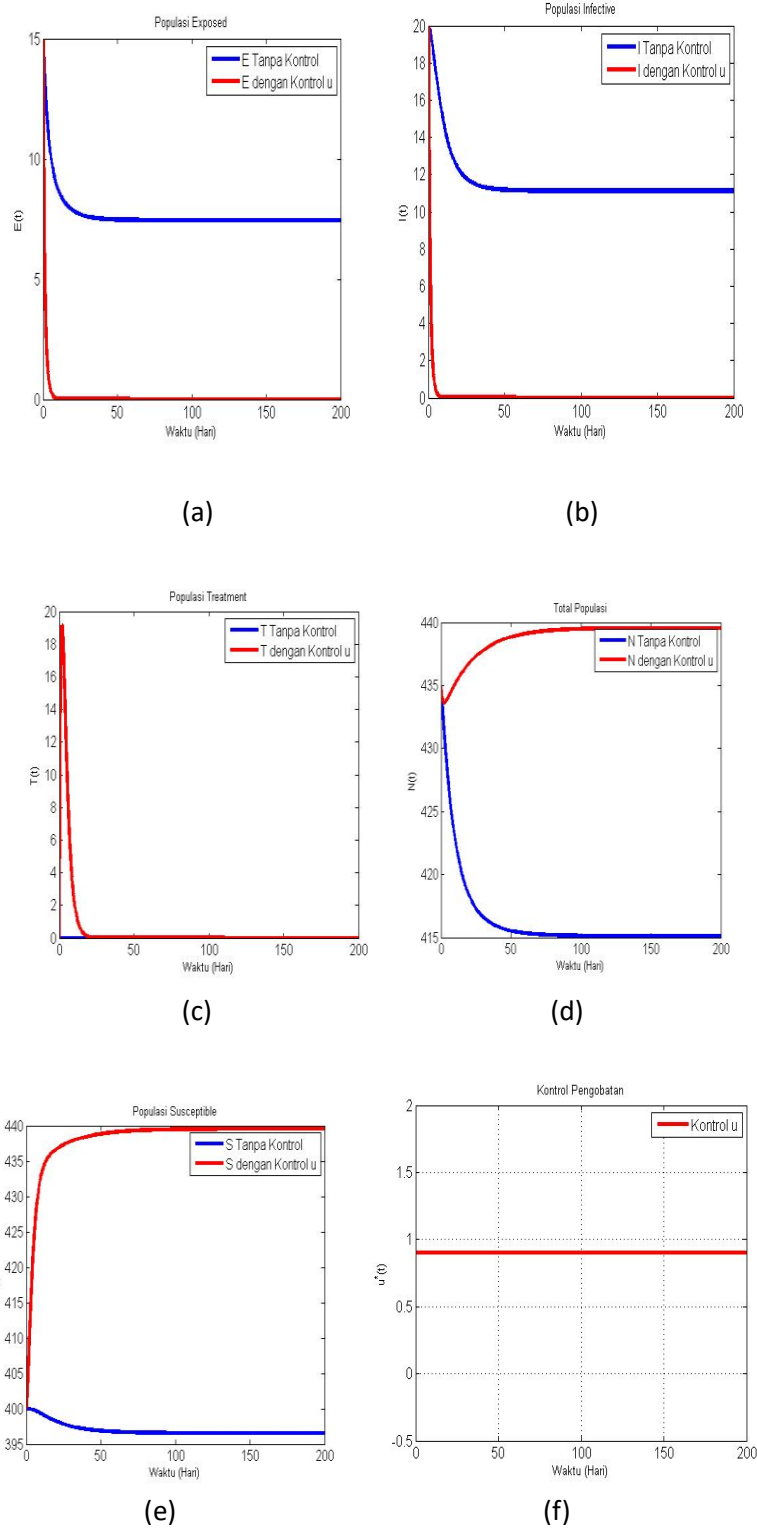 Populasi Exposed
15
10
5
0
E(t)
E Tanpa Kontrol
E dengan Kontrol u
0 50 100 150 200
Waktu (Hari)
(a)
Populasi Infective
20
18
16
14
12
10
8
6
4
2
0
I(t)
I Tanpa Kontrol
I dengan Kontrol u
0 50 100 150 200
Waktu (Hari)
(b)
Populasi Treatment
20
18
16
14
12
10
8
6
4
2
0
T(t)
T Tanpa Kontrol
T dengan Kontrol u
0 50 100 150 200
Waktu (Hari)
(c)
Total Populasi
440
435
430
425
420
415
N(t)
N Tanpa Kontrol
N dengan Kontrol u
0 50 100 150 200
Waktu (Hari)
(d)
Populasi Susceptible
440
435
430
425
420
415
410
405
400
395
S Tanpa Kontrol
S dengan Kontrol u
0 50 100 150 200
Waktu (Hari)
(e)
Kontrol Pengobatan
2
1.5
1
0.5
0
-0.5
u*(t)
Kontrol u
0 50 100 150 200
Waktu (Hari)
(f)